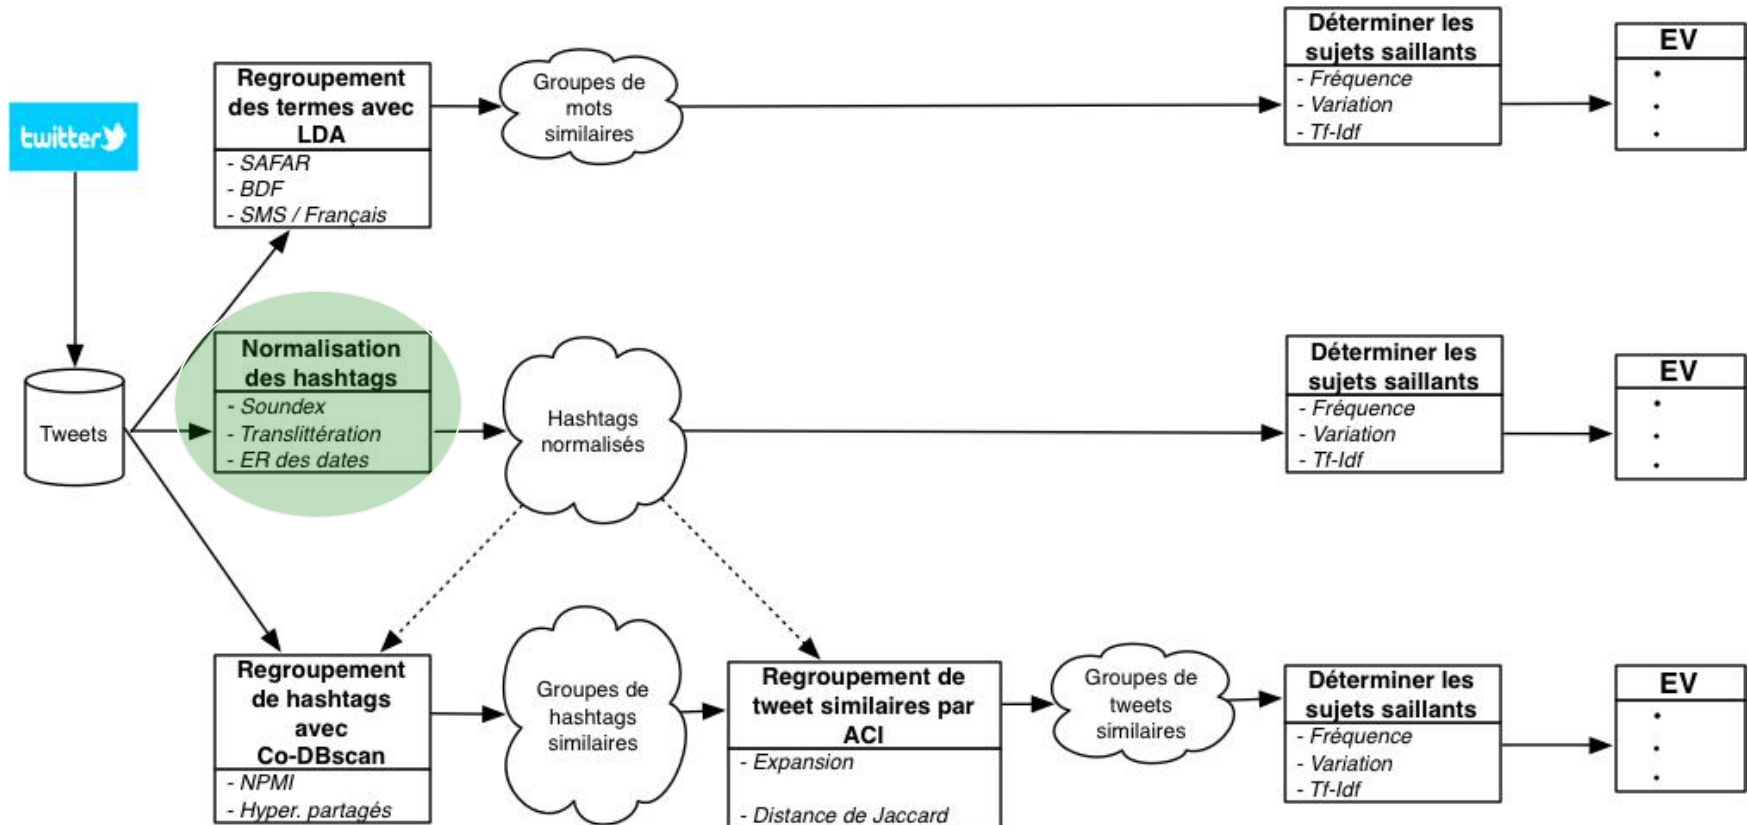 twitter
Regroupement
des termes avec
LDA
- SAFAR
- BDF
- SMS / Français
Groupes de
mots
similaires
Déterminer les
sujets saillants
- Fréquence
- Variation
- Tf-Idf
EV
Tweets
Normalisation
des hashtags
- Soundex
- Translittération
- ER des dates
Hashtags
normalisés
Déterminer les
sujets saillants
- Fréquence
- Variation
- Tf-Idf
EV
Regroupement
de hashtags
avec
Co-DBscan
- NPMI
- Hyper. partagés
Groupes de
hashtags
similaires
Regroupement de
tweet similaires par
ACI
- Expansion
- Distance de Jaccard
Groupes de
tweets
similaires
Déterminer les
sujets saillants
- Fréquence
- Variation
- Tf-Idf
EV